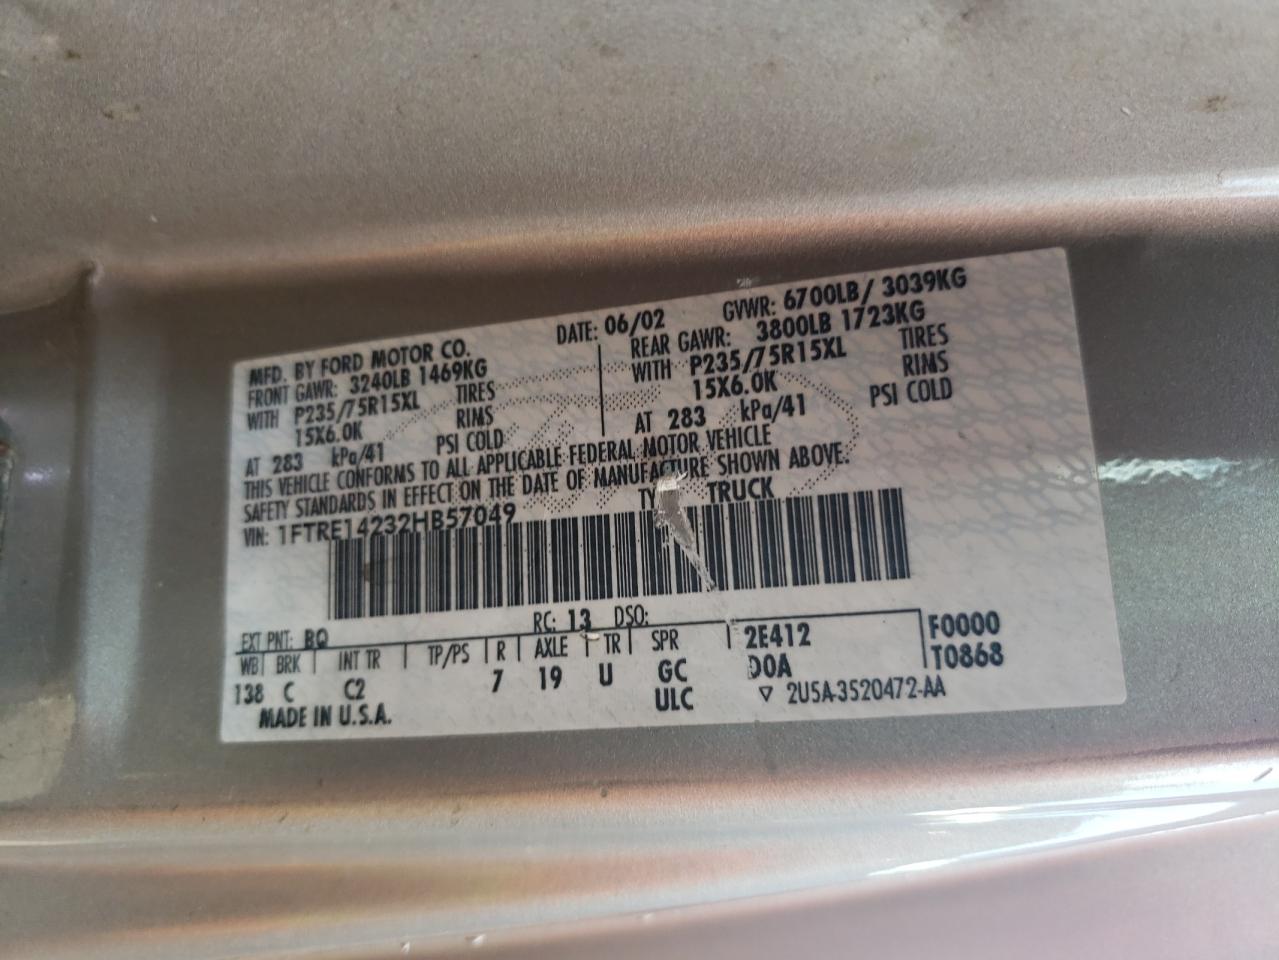 MFD. BY FORD MOTOR CO.
DATE: 06/02 GVWR: 6700LB/ 3039KG
FRONT GAWR: 3240LB 1469KG
REAR GAWR: 3800LB 1723KG
WITH P235/75R15XL TIRES
WITH P235/75R15XL TIRES
15X6.0K RIMS
15X6.0K RIMS
AT 283 kPa/41 PSI COLD
AT 283 kPa/41 PSI COLD
THIS VEHICLE CONFORMS TO ALL APPLICABLE FEDERAL MOTOR VEHICLE
SAFETY STANDARDS IN EFFECT ON THE DATE OF MANUFACTURE SHOWN ABOVE.
VIN: 1FTRE14232HB57049
TY TRUCK
EXT PNT: BQ RC: 13 DSO:
WB BRK INT TR TP/PS R AXLE TR SPR 2E412 F0000
138 C C2 7 19 U GC D0A T0868
ULC 2U5A-3520472-AA
MADE IN U.S.A.